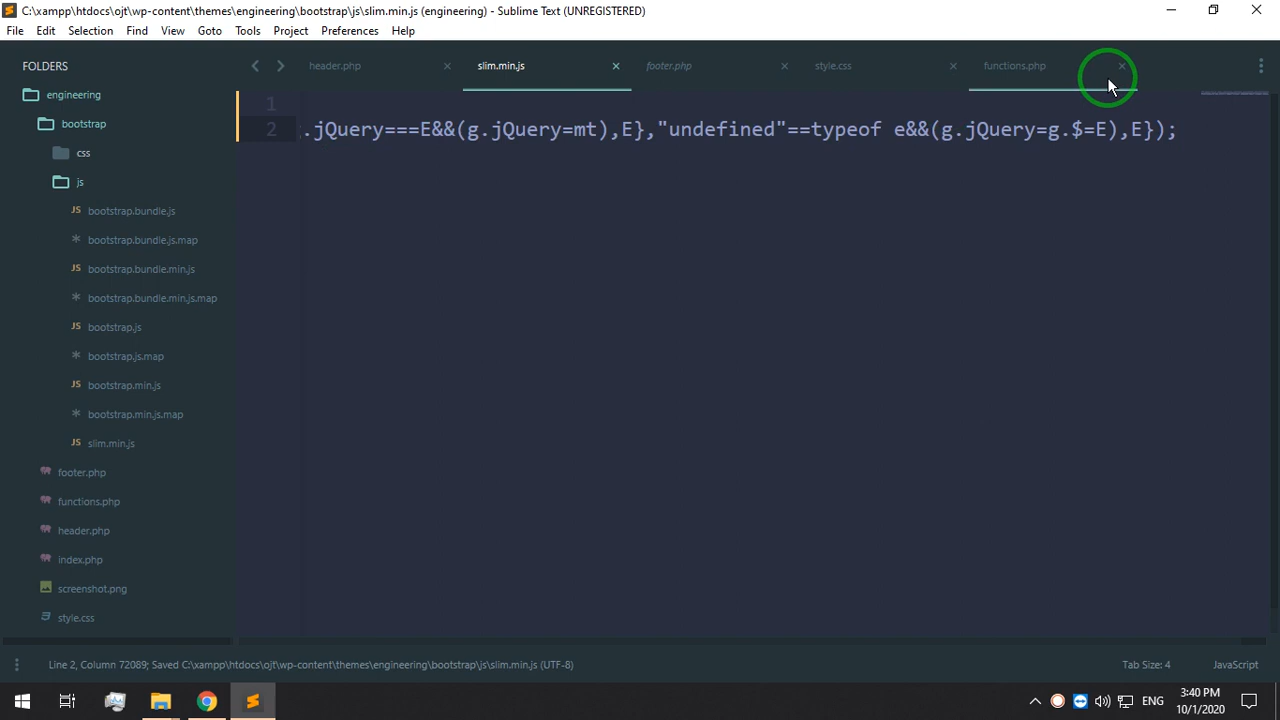 C:\xampp\htdocs\ojt\wp-content\themes\engineering\bootstrap\js\slim.min.js (engineering) - Sublime Text (UNREGISTERED)
File Edit Selection Find View Goto Tools Project Preferences Help
FOLDERS
engineering
bootstrap
css
js
JS bootstrap.bundle.js
* bootstrap.bundle.js.map
JS bootstrap.bundle.min.js
* bootstrap.bundle.min.js.map
JS bootstrap.js
* bootstrap.js.map
JS bootstrap.min.js
* bootstrap.min.js.map
JS slim.min.js
footer.php
functions.php
header.php
index.php
screenshot.png
style.css
header.php × slim.min.js × footer.php × style.css × functions.php ×
1
2 .jQuery===E&&(g.jQuery=mt),E},"undefined"==typeof e&&(g.jQuery=g.$=E),E});
Line 2, Column 72089; Saved C:\xampp\htdocs\ojt\wp-content\themes\engineering\bootstrap\js\slim.min.js (UTF-8)
Tab Size: 4
JavaScript
ENG
3:40 PM
10/1/2020